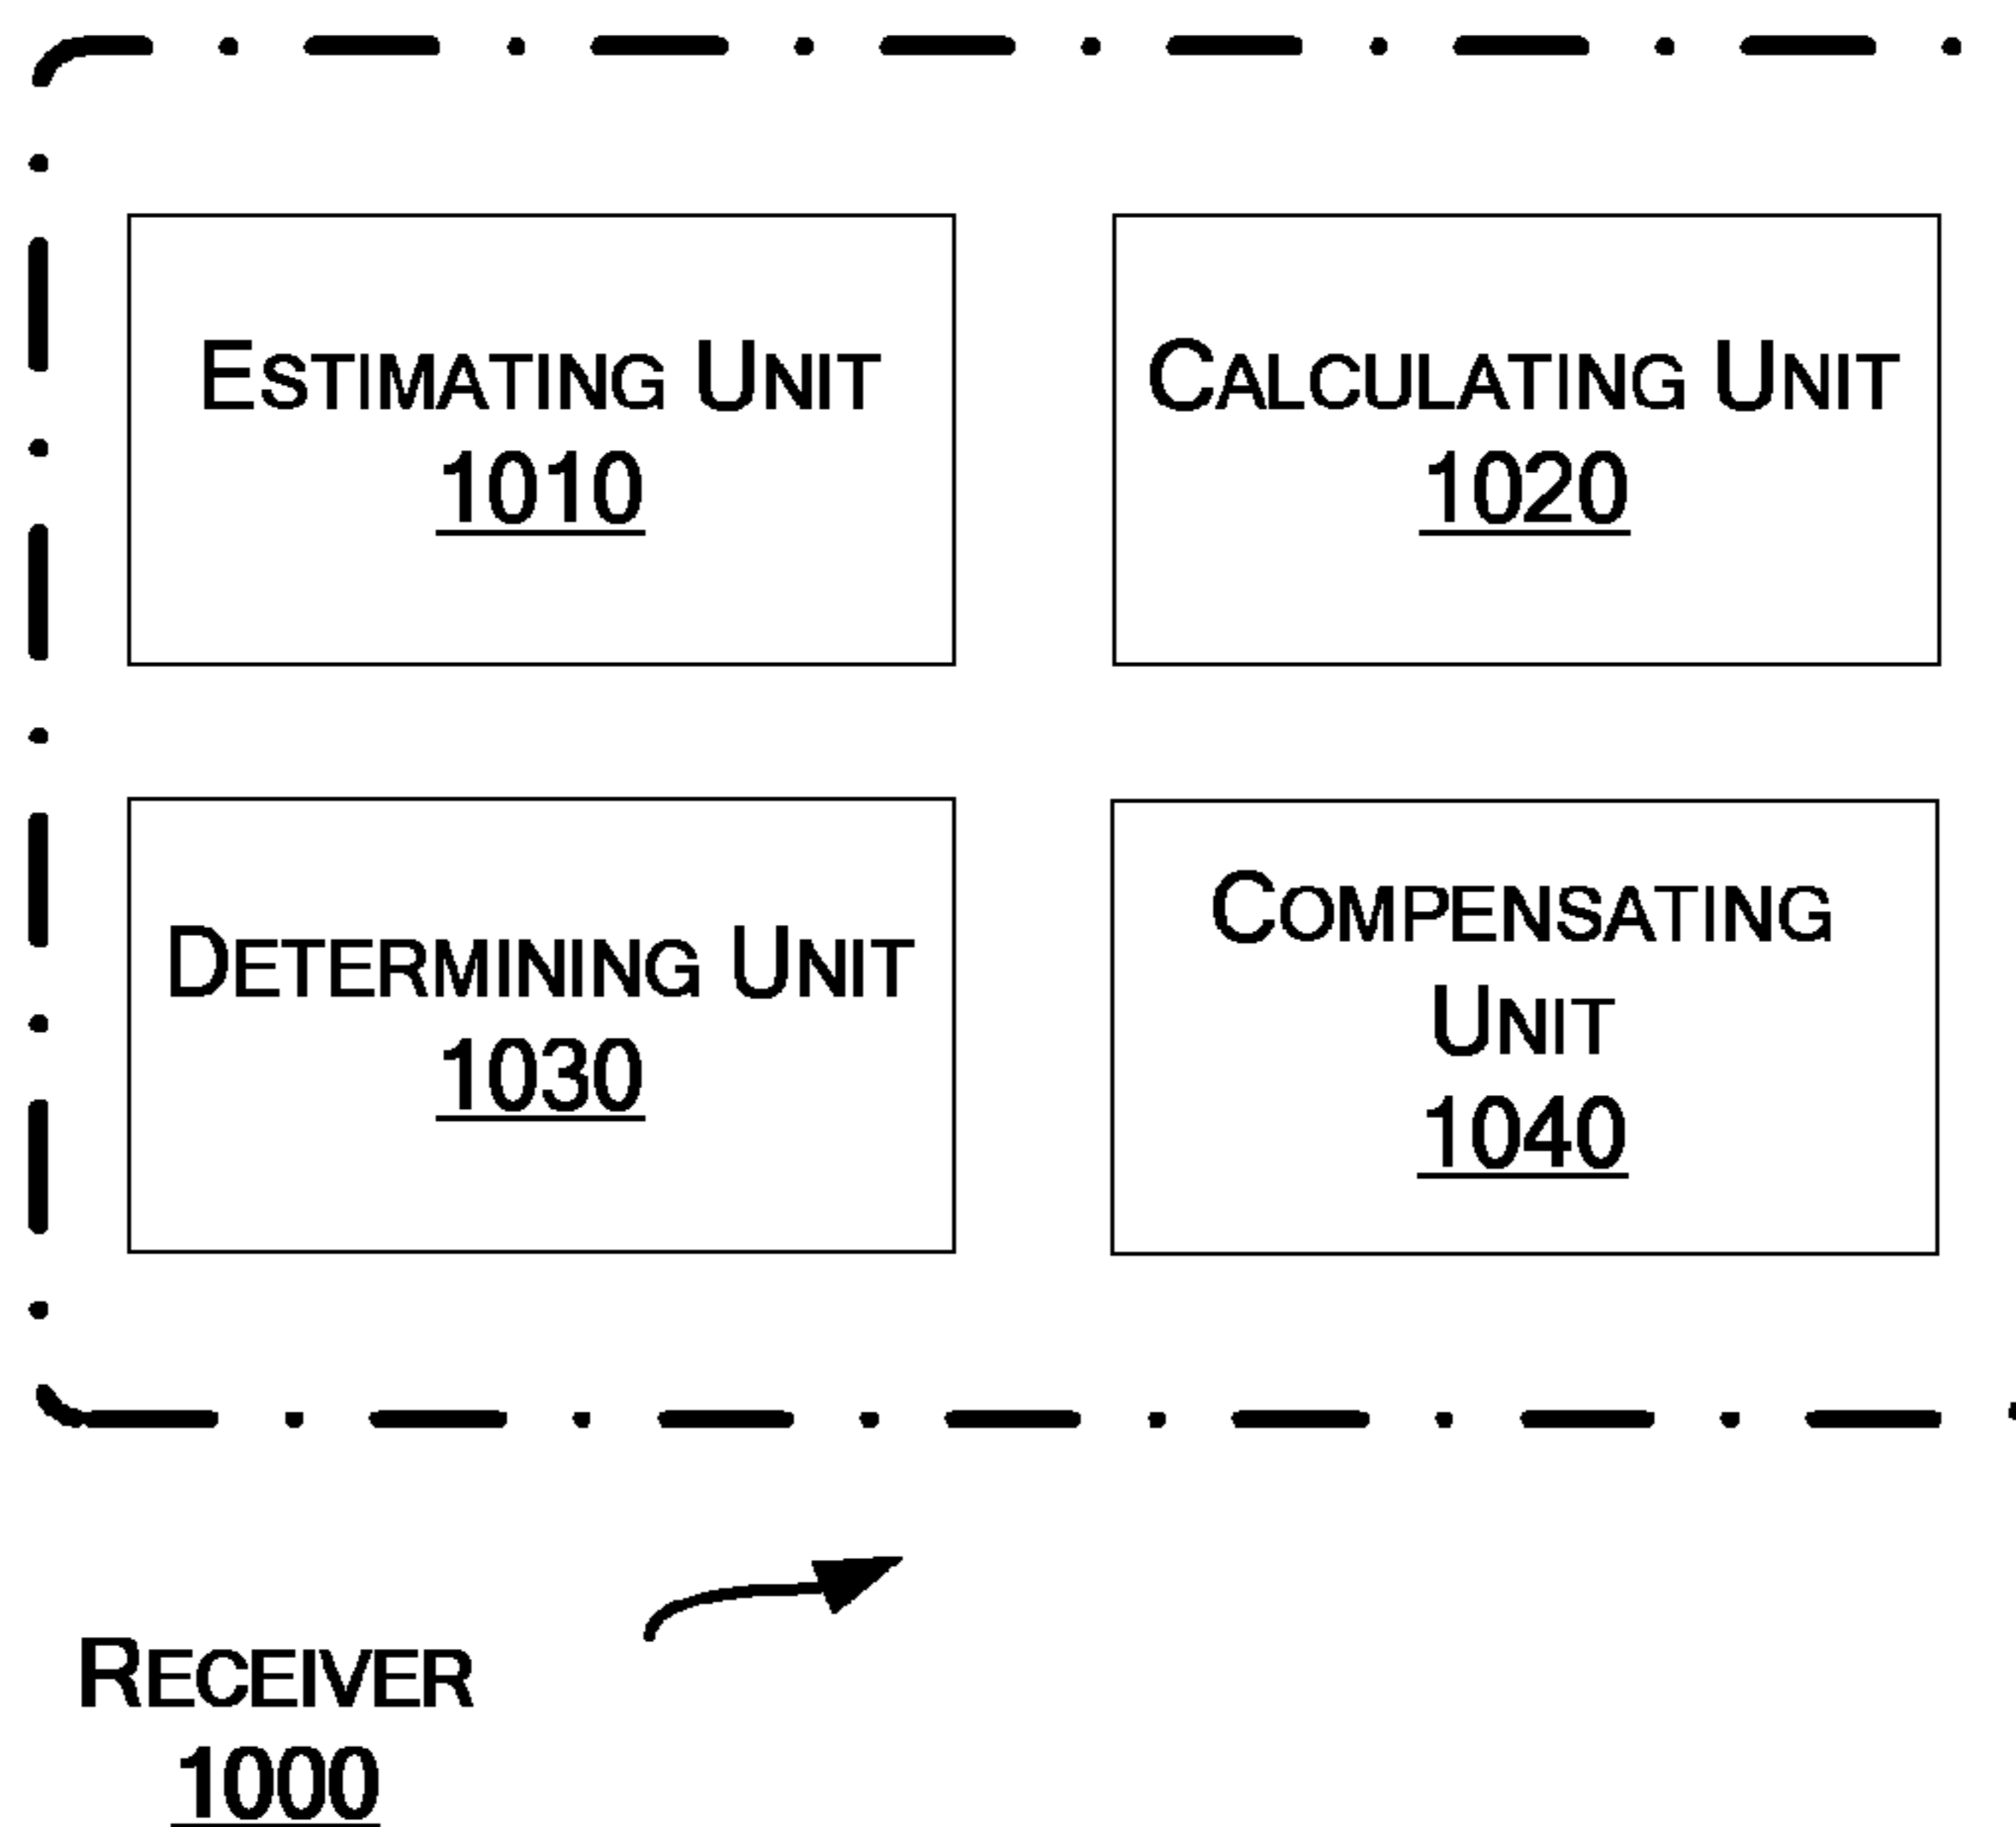 ESTIMATING UNIT
1010
CALCULATING UNIT
1020
DETERMINING UNIT
1030
COMPENSATING
UNIT
1040
RECEIVER
1000